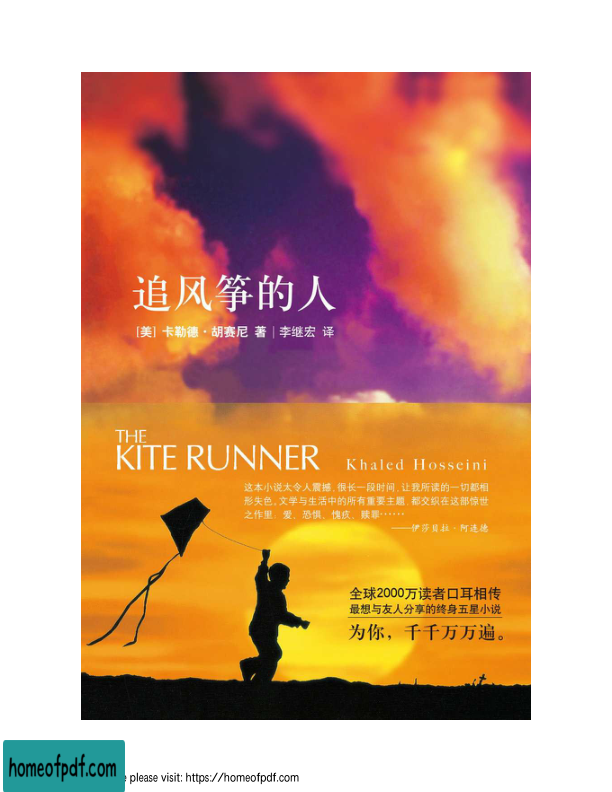 追风筝的人
[美] 卡勒德·胡赛尼 著 | 李继宏 译
THE
KITE RUNNER
Khaled Hosseini
这本小说太令人震撼，很长一段时间，让我所读的一切都相
形失色。文学与生活中的所有重要主题，都交织在这部惊世
之作里：爱、恐惧、愧疚、赎罪……
——伊莎贝拉·阿连德
全球2000万读者口耳相传
最想与友人分享的终身五星小说
为你，千千万万遍。
homeofpdf.com
e please visit: https://homeofpdf.com